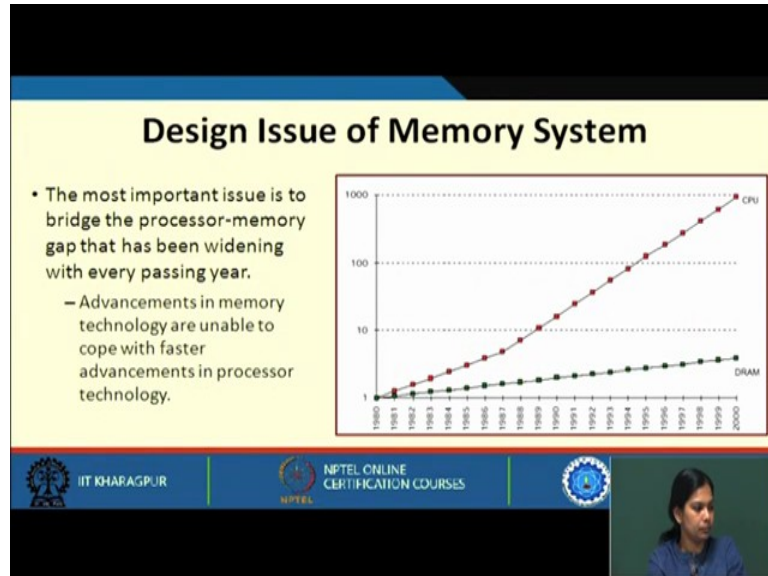 Design Issue of Memory System
• The most important issue is to
bridge the processor-memory
gap that has been widening
with every passing year.
– Advancements in memory
technology are unable to
cope with faster
advancements in processor
technology.
1000
100
10
1
CPU
DRAM
1980
1981
1982
1983
1984
1985
1986
1987
1988
1989
1990
1991
1992
1993
1994
1995
1996
1997
1998
1999
2000
IIT KHARAGPUR
NPTEL
NPTEL ONLINE
CERTIFICATION COURSES